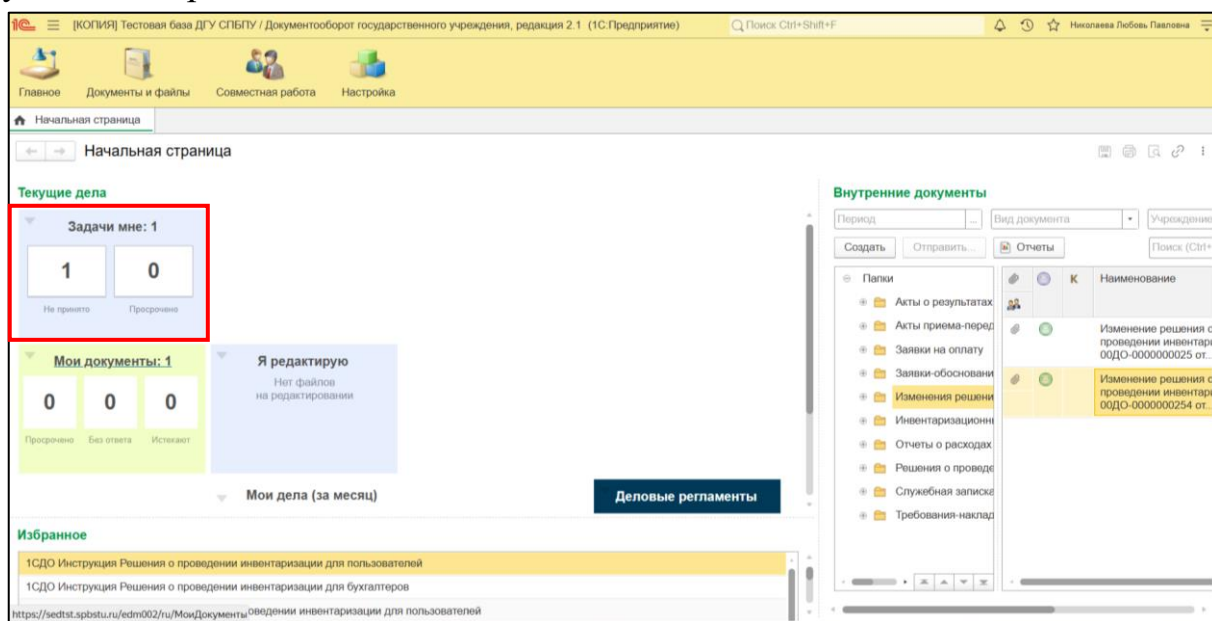 [КОПИЯ] Тестовая база ДГУ СПБПУ / Документооборот государственного учреждения, редакция 2.1 (1С:Предприятие)
Поиск Ctrl+Shift+F
Николаева Любовь Павловна
Главное Документы и файлы Совместная работа Настройка
Начальная страница
Начальная страница
Текущие дела
Задачи мне: 1
1 0
Не принято Просрочено
Мои документы: 1
0 0 0
Просрочено Без ответа Истекают
Я редактирую
Нет файлов
на редактировании
Мои дела (за месяц)
Деловые регламенты
Избранное
1СДО Инструкция Решения о проведении инвентаризации для пользователей
1СДО Инструкция Решения о проведении инвентаризации для бухгалтеров
оведении инвентаризации для пользователей
https://sedtst.spbstu.ru/edm002/ru/МоиДокументы
Внутренние документы
Период ... Вид документа Учреждение
Создать Отправить... Отчеты Поиск (Ctrl+
Папки
Акты о результатах
Акты приема-перед
Заявки на оплату
Заявки-обосновани
Изменения решени
Инвентаризационн
Отчеты о расходах
Решения о проведе
Служебная записка
Требования-наклад
К Наименование
Изменение решения о
проведении инвентари
00ДО-0000000025 от...
Изменение решения о
проведении инвентари
00ДО-0000000254 от...